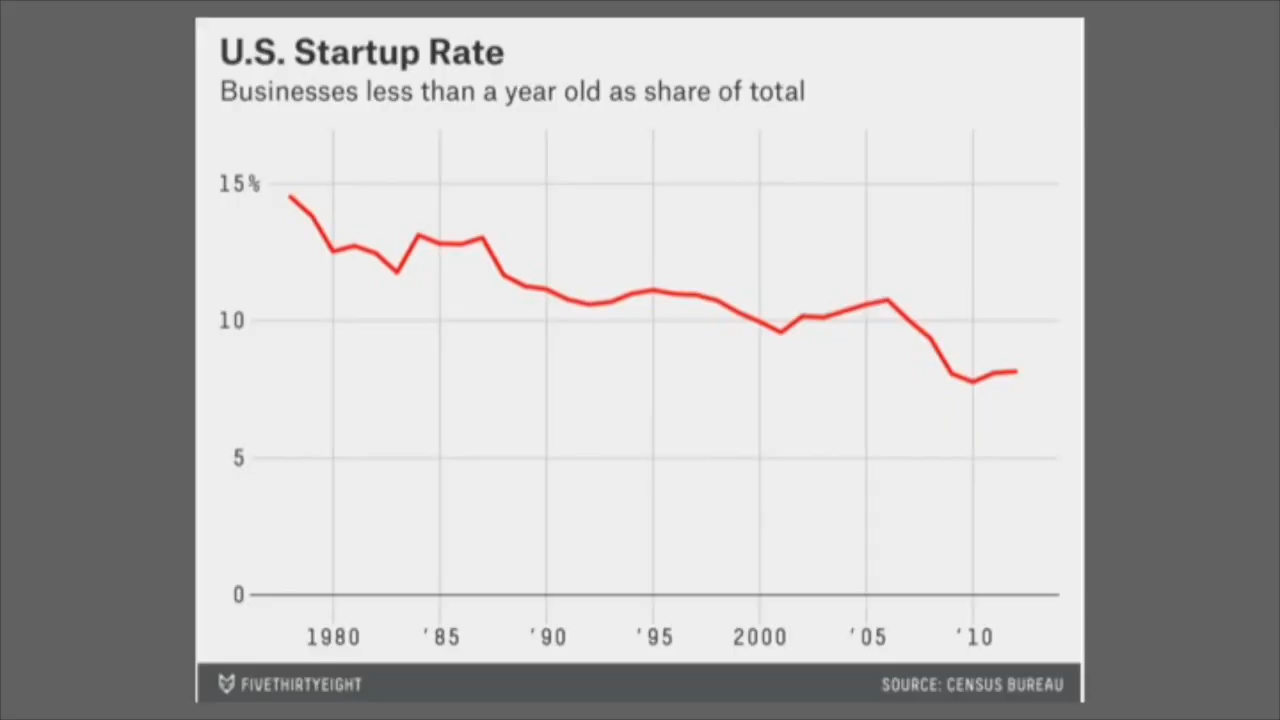 U.S. Startup Rate
Businesses less than a year old as share of total
15%
10
5
0
1980 '85 '90 '95 2000 '05 '10
FIVETHIRTYEIGHT SOURCE: CENSUS BUREAU